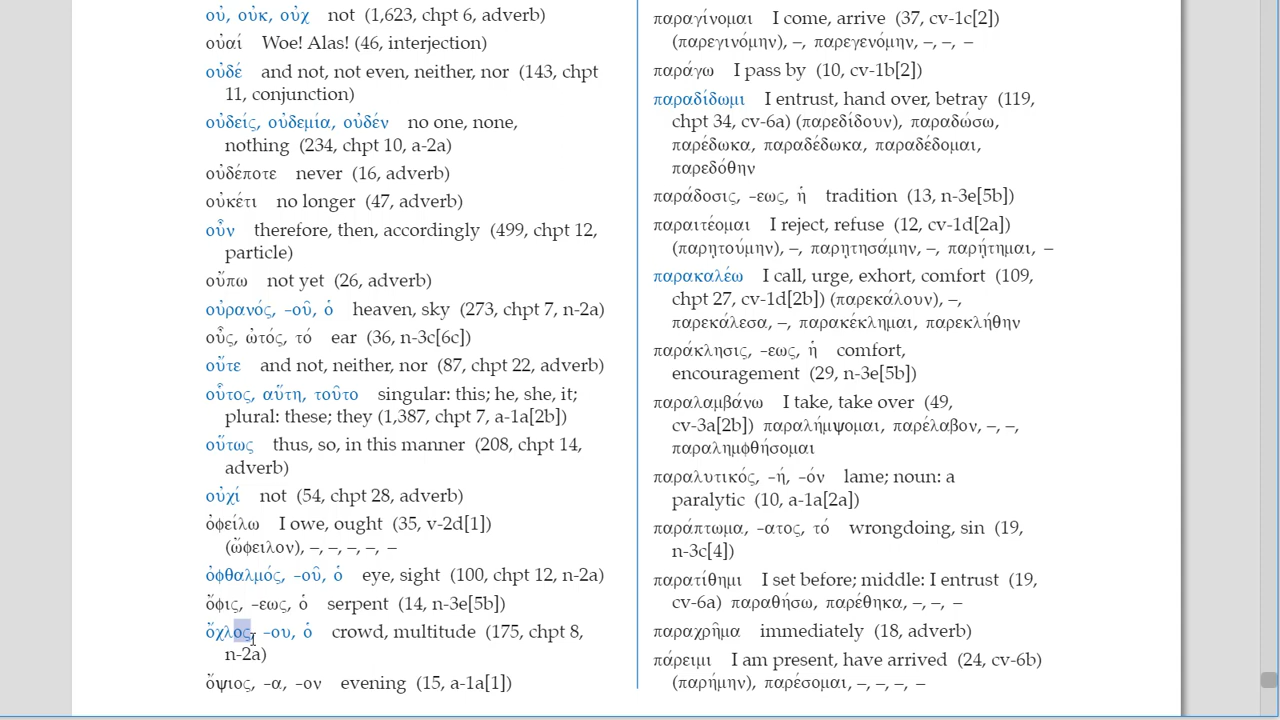 οὐ, οὐκ, οὐχ not (1,623, chpt 6, adverb)
οὐαί Woe! Alas! (46, interjection)
οὐδέ and not, not even, neither, nor (143, chpt
11, conjunction)
οὐδείς, οὐδεμία, οὐδέν no one, none,
nothing (234, chpt 10, a-2a)
οὐδέποτε never (16, adverb)
οὐκέτι no longer (47, adverb)
οὖν therefore, then, accordingly (499, chpt 12,
particle)
οὔπω not yet (26, adverb)
οὐρανός, -οῦ, ὁ heaven, sky (273, chpt 7, n-2a)
οὖς, ὠτός, τό ear (36, n-3c[6c])
οὔτε and not, neither, nor (87, chpt 22, adverb)
οὗτος, αὕτη, τοῦτο singular: this; he, she, it;
plural: these; they (1,387, chpt 7, a-1a[2b])
οὕτως thus, so, in this manner (208, chpt 14,
adverb)
οὐχί not (54, chpt 28, adverb)
ὀφείλω I owe, ought (35, v-2d[1])
(ὤφειλον), –, –, –, –, –
ὀφθαλμός, -οῦ, ὁ eye, sight (100, chpt 12, n-2a)
ὄφις, -εως, ὁ serpent (14, n-3e[5b])
ὄχλος, -ου, ὁ crowd, multitude (175, chpt 8,
n-2a)
ὄψιος, -α, -ον evening (15, a-1a[1])
παραγίνομαι I come, arrive (37, cv-1c[2])
(παρεγινόμην), –, παρεγενόμην, –, –, –
παράγω I pass by (10, cv-1b[2])
παραδίδωμι I entrust, hand over, betray (119,
chpt 34, cv-6a) (παρεδίδουν), παραδώσω,
παρέδωκα, παραδέδωκα, παραδέδομαι,
παρεδόθην
παράδοσις, -εως, ἡ tradition (13, n-3e[5b])
παραιτέομαι I reject, refuse (12, cv-1d[2a])
(παρῃτούμην), –, παρῃτησάμην, –, παρῄτημαι, –
παρακαλέω I call, urge, exhort, comfort (109,
chpt 27, cv-1d[2b]) (παρεκάλουν), –,
παρεκάλεσα, –, παρακέκλημαι, παρεκλήθην
παράκλησις, -εως, ἡ comfort,
encouragement (29, n-3e[5b])
παραλαμβάνω I take, take over (49,
cv-3a[2b]) παραλήμψομαι, παρέλαβον, –, –,
παραλημφθήσομαι
παραλυτικός, -ή, -όν lame; noun: a
paralytic (10, a-1a[2a])
παράπτωμα, -ατος, τό wrongdoing, sin (19,
n-3c[4])
παρατίθημι I set before; middle: I entrust (19,
cv-6a) παραθήσω, παρέθηκα, –, –, –
παραχρῆμα immediately (18, adverb)
πάρειμι I am present, have arrived (24, cv-6b)
(παρήμην), παρέσομαι, –, –, –, –